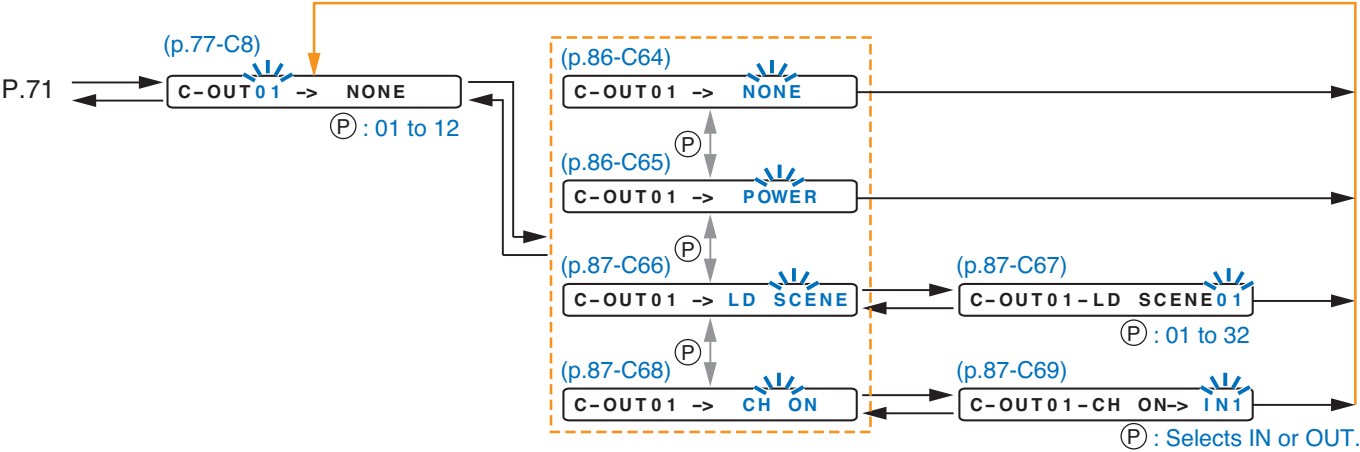 (p.77-C8)
P.71
C-OUT01 -> NONE
P : 01 to 12
(p.86-C64)
C-OUT01 -> NONE
P
(p.86-C65)
C-OUT01 -> POWER
P
(p.87-C66)
C-OUT01 -> LD SCENE
(p.87-C67)
C-OUT01-LD SCENE01
P : 01 to 32
P
(p.87-C68)
C-OUT01 -> CH ON
(p.87-C69)
C-OUT01-CH ON-> IN1
P : Selects IN or OUT.